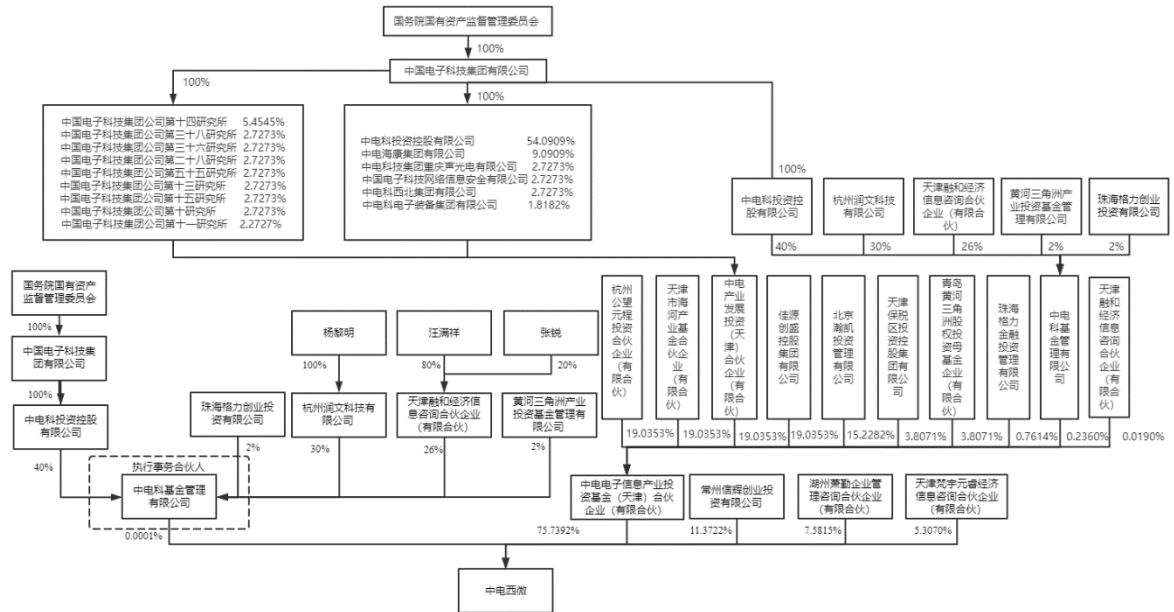 国务院国有资产监督管理委员会
100%
中国电子科技集团有限公司
100%
100%
中国电子科技集团公司第十四研究所 5.4545%
中国电子科技集团公司第三十八研究所 2.7273%
中国电子科技集团公司第三十六研究所 2.7273%
中国电子科技集团公司第二十八研究所 2.7273%
中国电子科技集团公司第五十五研究所 2.7273%
中国电子科技集团公司第十三研究所 2.7273%
中国电子科技集团公司第十五研究所 2.7273%
中国电子科技集团公司第十研究所 2.7273%
中国电子科技集团公司第十一研究所 2.2727%
中电科投资控股有限公司 54.0909%
中电海康集团有限公司 9.0909%
中电科技集团重庆声光电有限公司 2.7273%
中国电子科技网络信息安全有限公司 2.7273%
中电科西北集团有限公司 2.7273%
中电科电子装备集团有限公司 1.8182%
100%
中电科投资控
股有限公司
杭州润文科技有
限公司
天津融和经济
信息咨询合伙
企业（有限合
伙）
黄河三角洲产
业投资基金
管理有限公司
珠海格力创业
投资有限公司
40%
30%
26%
2%
2%
国务院国有资产
监督管理委员会
100%
中国电子科技集
团有限公司
100%
中电科投资控股
有限公司
40%
杨黎明
汪满祥
张锐
100%
80%
20%
珠海格力创业投
资有限公司
杭州润文科技有
限公司
天津融和经济信
息咨询合伙企业
（有限合伙）
黄河三角洲产业
投资基金管理有
限公司
2%
30%
26%
2%
执行事务合伙人
中电科基金管理
有限公司
杭州公望元程投资合伙企业（有限合伙）
天津市海河产业基金合伙企业（有限合伙）
中电产业发展投资（天津）合伙企业（有限合伙）
佳源创盛控股集团有限公司
北京瀚凯投资管理有限公司
天津保税区投资控股集团有限公司
青岛黄河三角洲股权投资母基金企业（有限合伙）
珠海格力金融投资管理有限公司
中电科基金管理有限公司
天津融和经济信息咨询合伙企业（有限合伙）
19.0353%
19.0353%
19.0353%
19.0353%
15.2282%
3.8071%
3.8071%
0.7614%
0.2360%
0.0190%
中电电子信息产业投
资基金（天津）合伙
企业（有限合伙）
常州信辉创业投
资有限公司
湖州萧勤企业管
理咨询合伙企业
（有限合伙）
天津梵宇元睿经济
信息咨询合伙企业
（有限合伙）
0.0001%
75.7392%
11.3722%
7.5815%
5.3070%
中电西微